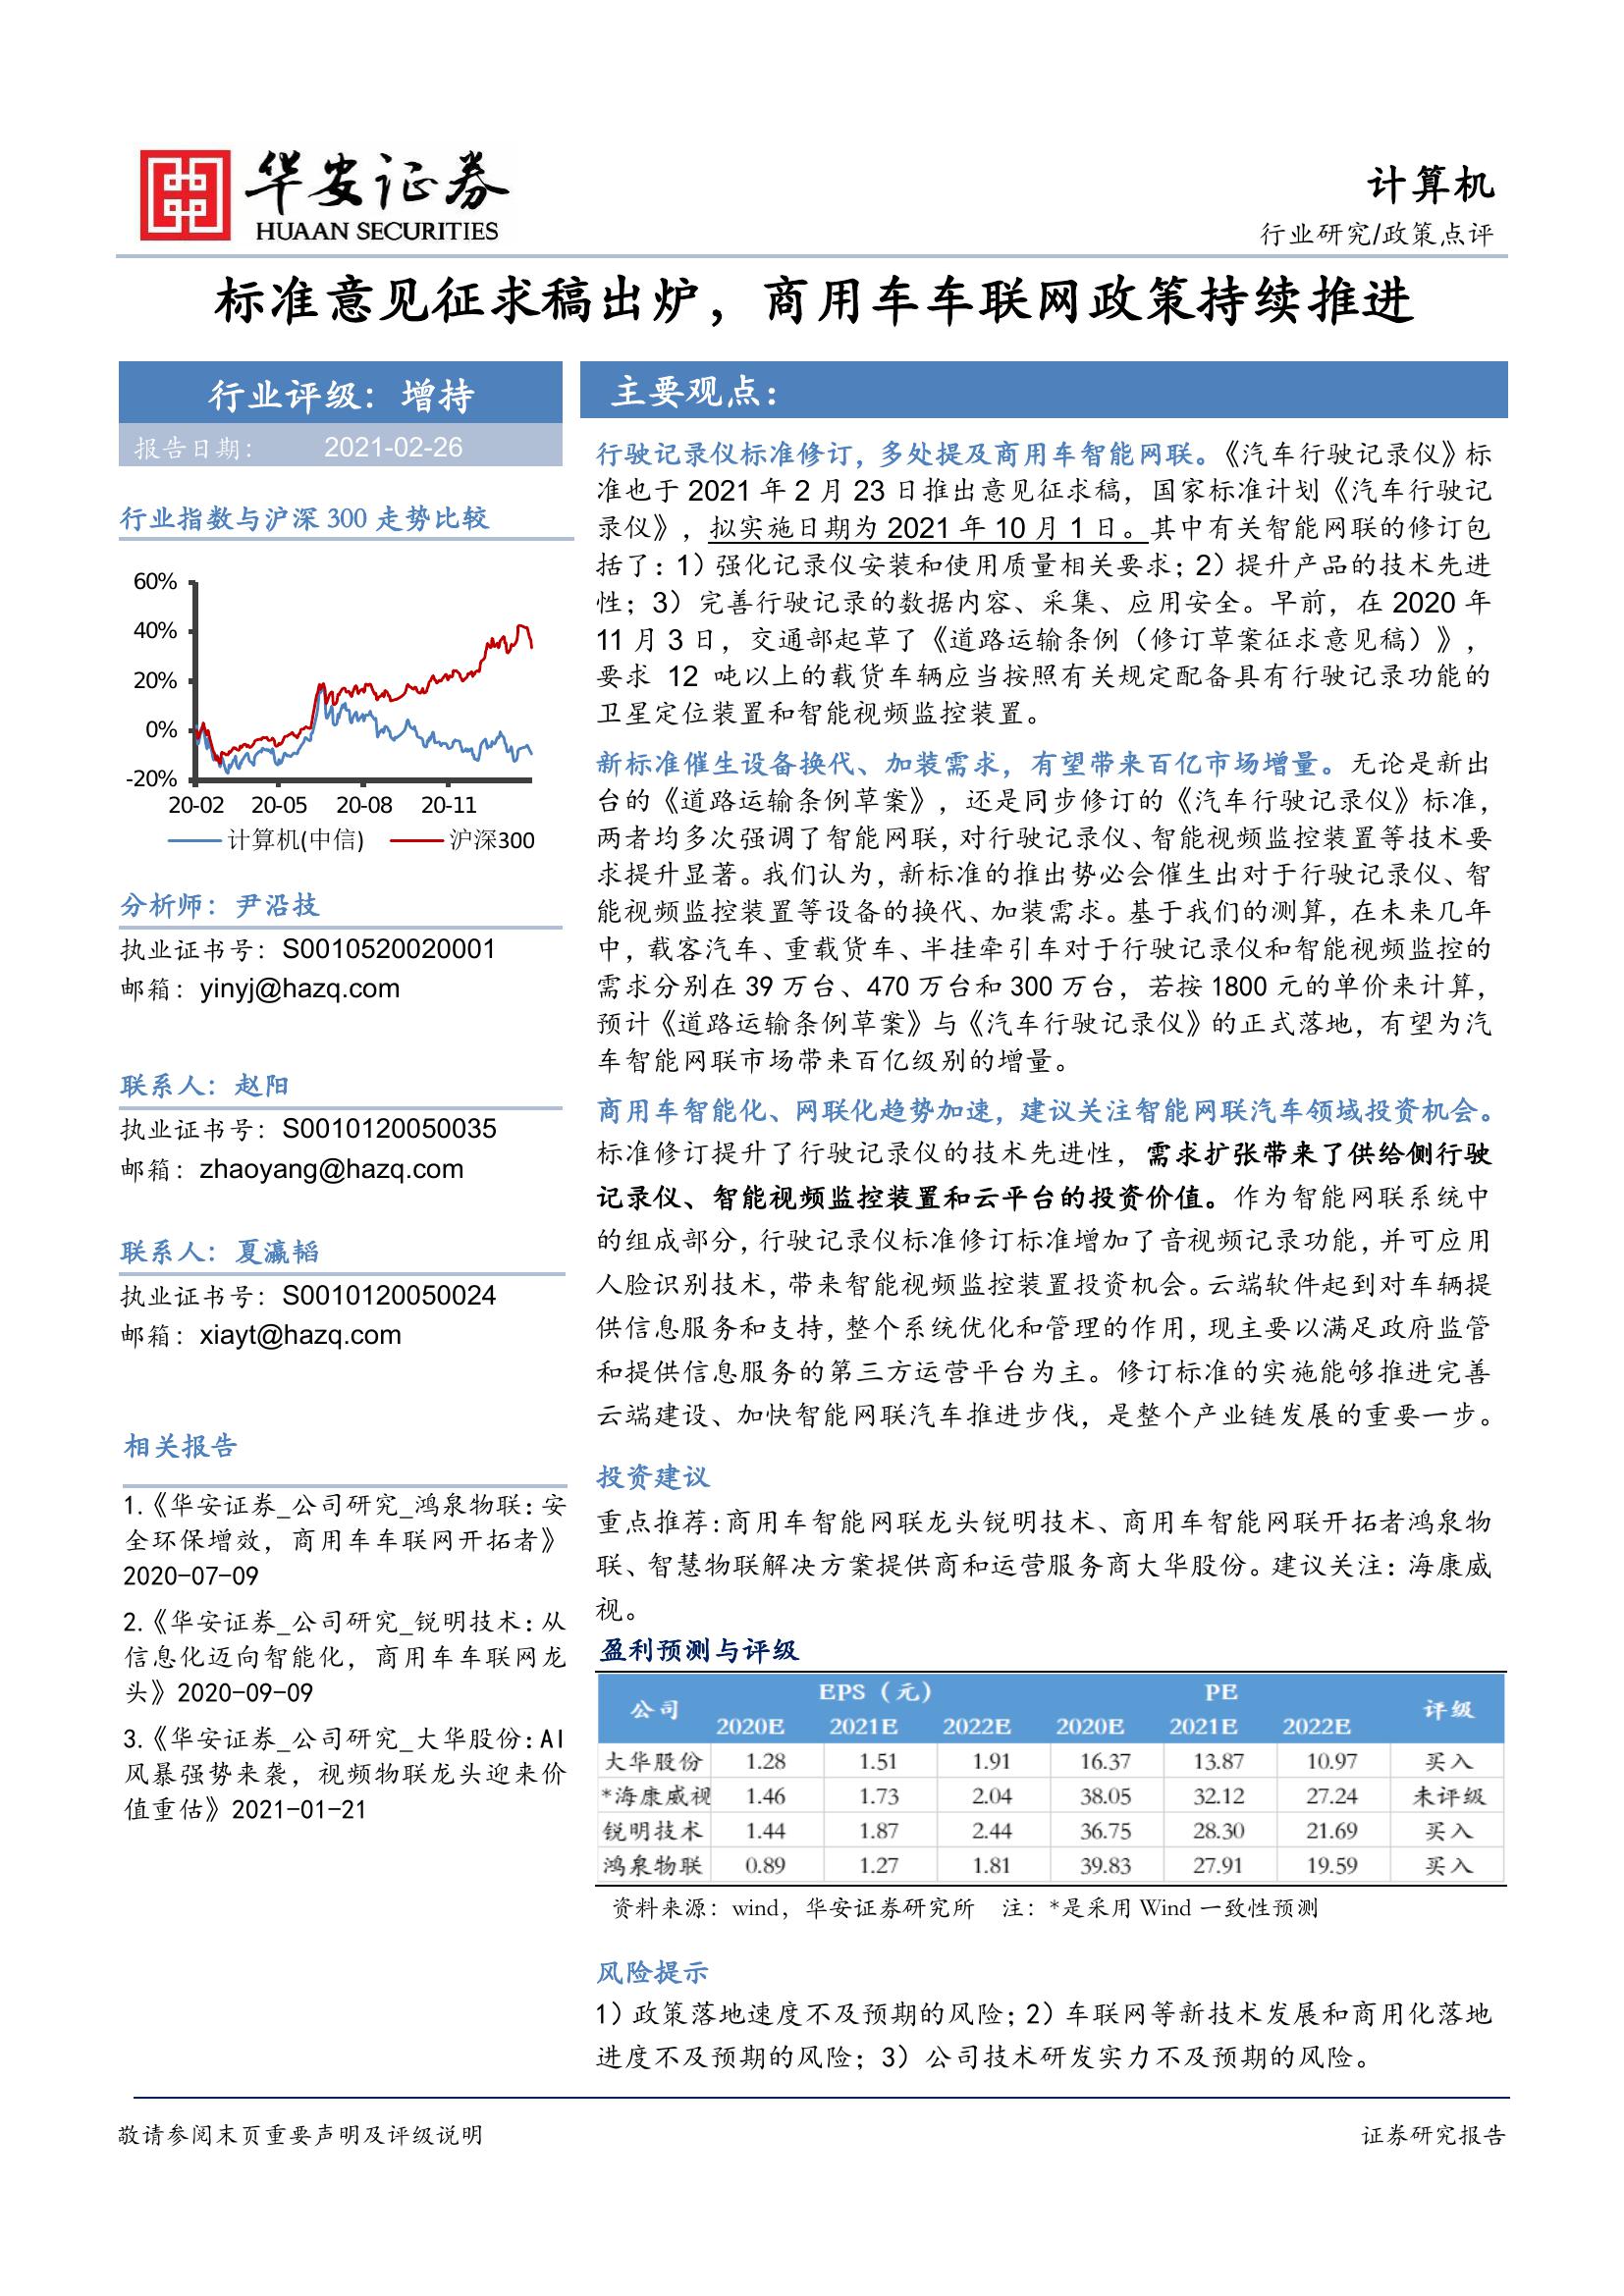 华安证券
HUAAN SECURITIES
计算机
行业研究/政策点评
标准意见征求稿出炉，商用车车联网政策持续推进
行业评级：增持
报告日期： 2021-02-26
行业指数与沪深 300 走势比较
60%
40%
20%
0%
-20%
20-02 20-05 20-08 20-11
计算机(中信) 沪深300
分析师：尹沿技
执业证书号：S0010520020001
邮箱：yinyj@hazq.com
联系人：赵阳
执业证书号：S0010120050035
邮箱：zhaoyang@hazq.com
联系人：夏瀛韬
执业证书号：S0010120050024
邮箱：xiayt@hazq.com
相关报告
1.《华安证券_公司研究_鸿泉物联：安
全环保增效，商用车车联网开拓者》
2020-07-09
2.《华安证券_公司研究_锐明技术：从
信息化迈向智能化，商用车车联网龙
头》2020-09-09
3.《华安证券_公司研究_大华股份：AI
风暴强势来袭，视频物联龙头迎来价
值重估》2021-01-21
主要观点：
行驶记录仪标准修订，多处提及商用车智能网联。《汽车行驶记录仪》标
准也于 2021 年 2 月 23 日推出意见征求稿，国家标准计划《汽车行驶记
录仪》，拟实施日期为 2021 年 10 月 1 日。其中有关智能网联的修订包
括了：1）强化记录仪安装和使用质量相关要求；2）提升产品的技术先进
性；3）完善行驶记录的数据内容、采集、应用安全。早前，在 2020 年
11 月 3 日，交通部起草了《道路运输条例（修订草案征求意见稿）》，
要求 12 吨以上的载货车辆应当按照有关规定配备具有行驶记录功能的
卫星定位装置和智能视频监控装置。
新标准催生设备换代、加装需求，有望带来百亿市场增量。无论是新出
台的《道路运输条例草案》，还是同步修订的《汽车行驶记录仪》标准，
两者均多次强调了智能网联，对行驶记录仪、智能视频监控装置等技术要
求提升显著。我们认为，新标准的推出势必会催生出对于行驶记录仪、智
能视频监控装置等设备的换代、加装需求。基于我们的测算，在未来几年
中，载客汽车、重载货车、半挂牵引车对于行驶记录仪和智能视频监控的
需求分别在 39 万台、470 万台和 300 万台，若按 1800 元的单价来计算，
预计《道路运输条例草案》与《汽车行驶记录仪》的正式落地，有望为汽
车智能网联市场带来百亿级别的增量。
商用车智能化、网联化趋势加速，建议关注智能网联汽车领域投资机会。
标准修订提升了行驶记录仪的技术先进性，需求扩张带来了供给侧行驶
记录仪、智能视频监控装置和云平台的投资价值。作为智能网联系统中
的组成部分，行驶记录仪标准修订标准增加了音视频记录功能，并可应用
人脸识别技术，带来智能视频监控装置投资机会。云端软件起到对车辆提
供信息服务和支持，整个系统优化和管理的作用，现主要以满足政府监管
和提供信息服务的第三方运营平台为主。修订标准的实施能够推进完善
云端建设、加快智能网联汽车推进步伐，是整个产业链发展的重要一步。
投资建议
重点推荐：商用车智能网联龙头锐明技术、商用车智能网联开拓者鸿泉物
联、智慧物联解决方案提供商和运营服务商大华股份。建议关注：海康威
视。
盈利预测与评级
公司 EPS（元） PE 评级
2020E 2021E 2022E 2020E 2021E 2022E
大华股份 1.28 1.51 1.91 16.37 13.87 10.97 买入
*海康威视 1.46 1.73 2.04 38.05 32.12 27.24 未评级
锐明技术 1.44 1.87 2.44 36.75 28.30 21.69 买入
鸿泉物联 0.89 1.27 1.81 39.83 27.91 19.59 买入
资料来源：wind，华安证券研究所 注：*是采用 Wind 一致性预测
风险提示
1）政策落地速度不及预期的风险；2）车联网等新技术发展和商用化落地
进度不及预期的风险；3）公司技术研发实力不及预期的风险。
敬请参阅末页重要声明及评级说明
证券研究报告